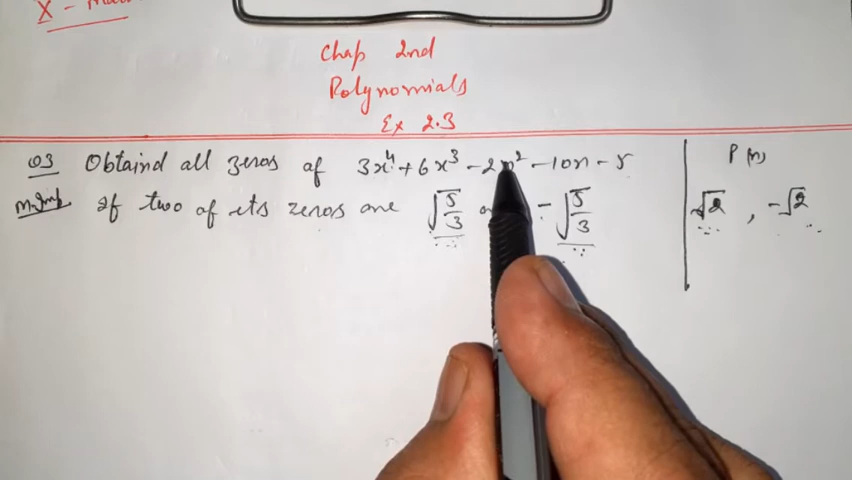 X -
Chap 2nd
Polynomials
Ex 2.3
Q3 Obtaind all zeros of 3x⁴ + 6x³ - 2x² - 10x - 5
M.Imp If two of its zeros are √5/3 - √5/3
P(x)
√2 , -√2